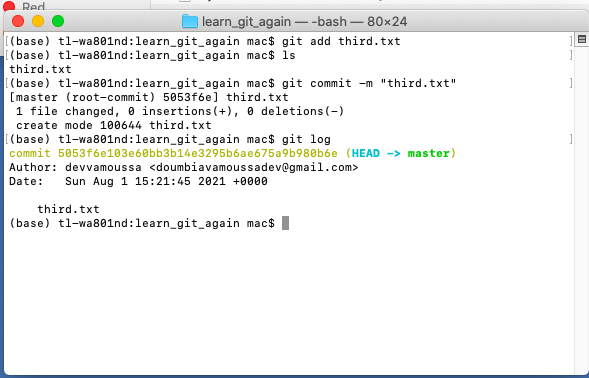 Red
learn_git_again — -bash — 80×24
[(base) tl-wa801nd:learn_git_again mac$ git add third.txt ]
[(base) tl-wa801nd:learn_git_again mac$ ls ]
third.txt
[(base) tl-wa801nd:learn_git_again mac$ git commit -m "third.txt" ]
[master (root-commit) 5053f6e] third.txt
 1 file changed, 0 insertions(+), 0 deletions(-)
 create mode 100644 third.txt
[(base) tl-wa801nd:learn_git_again mac$ git log ]
commit 5053f6e103e60bb3b14e3295b6ae675a9b980b6e (HEAD -> master)
Author: devvamoussa <doumbiavamoussadev@gmail.com>
Date:   Sun Aug 1 15:21:45 2021 +0000

    third.txt
(base) tl-wa801nd:learn_git_again mac$